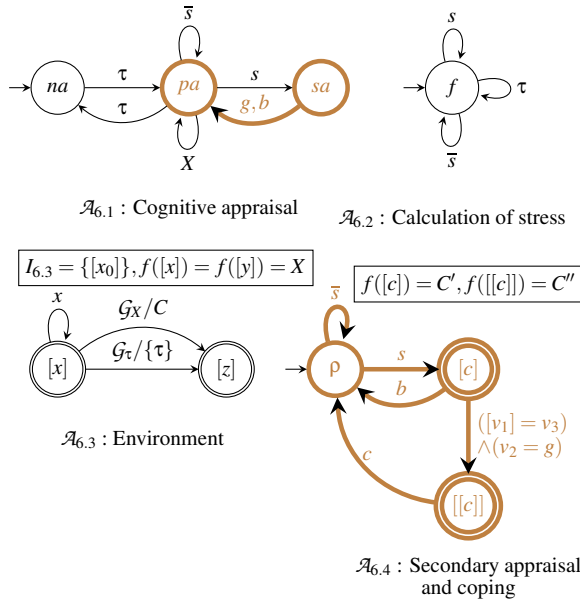 s̅ s
na τ pa s sa f τ
τ g, b
X s̅
𝒜6.1 : Cognitive appraisal 𝒜6.2 : Calculation of stress
I6.3 = {[x0]}, f([x]) = f([y]) = X f([c]) = C′, f([[c]]) = C″
x s̅
𝒢X/C
[x] 𝒢τ/{τ} [z] ρ s [c]
b
𝒜6.3 : Environment ([v1] = v3)
c ∧(v2 = g)
[[c]]
𝒜6.4 : Secondary appraisal
and coping